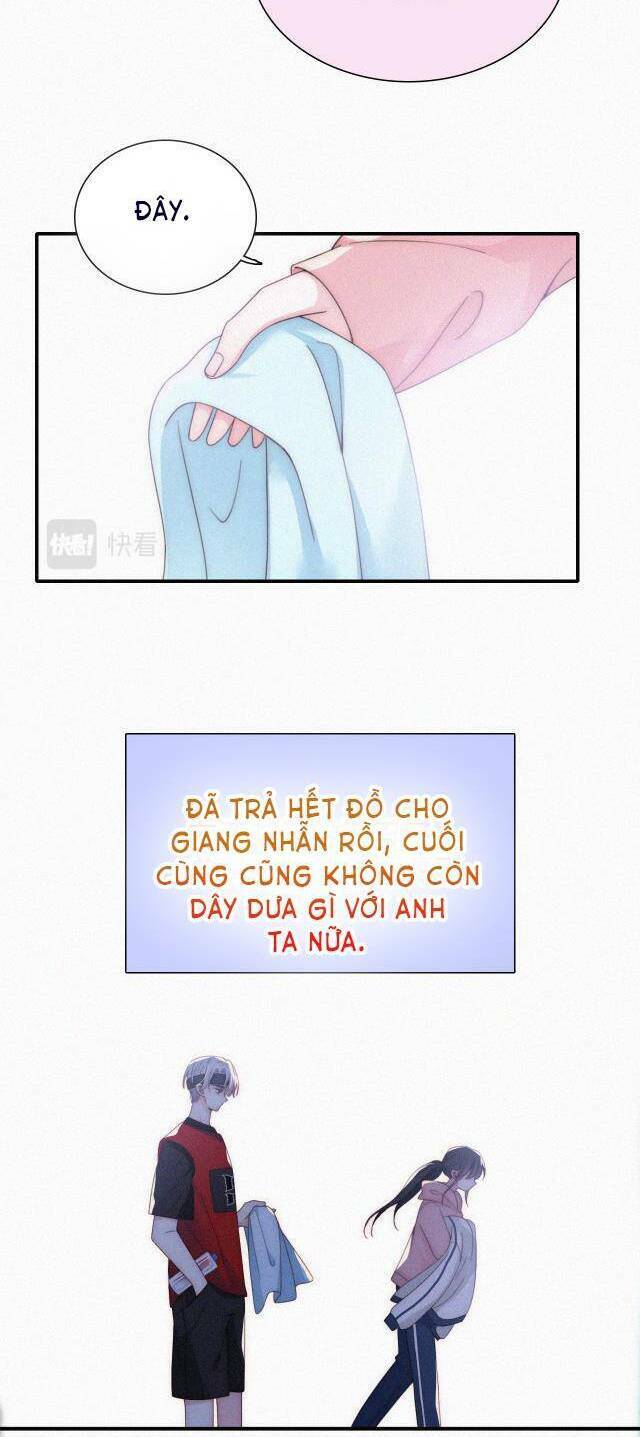 ĐÂY.
快看! 快看
ĐÃ TRẢ HẾT ĐỒ CHO
GIANG NHẪN RỒI, CUỐI
CÙNG CŨNG KHÔNG CÒN
DÂY DƯA GÌ VỚI ANH
TA NỮA.